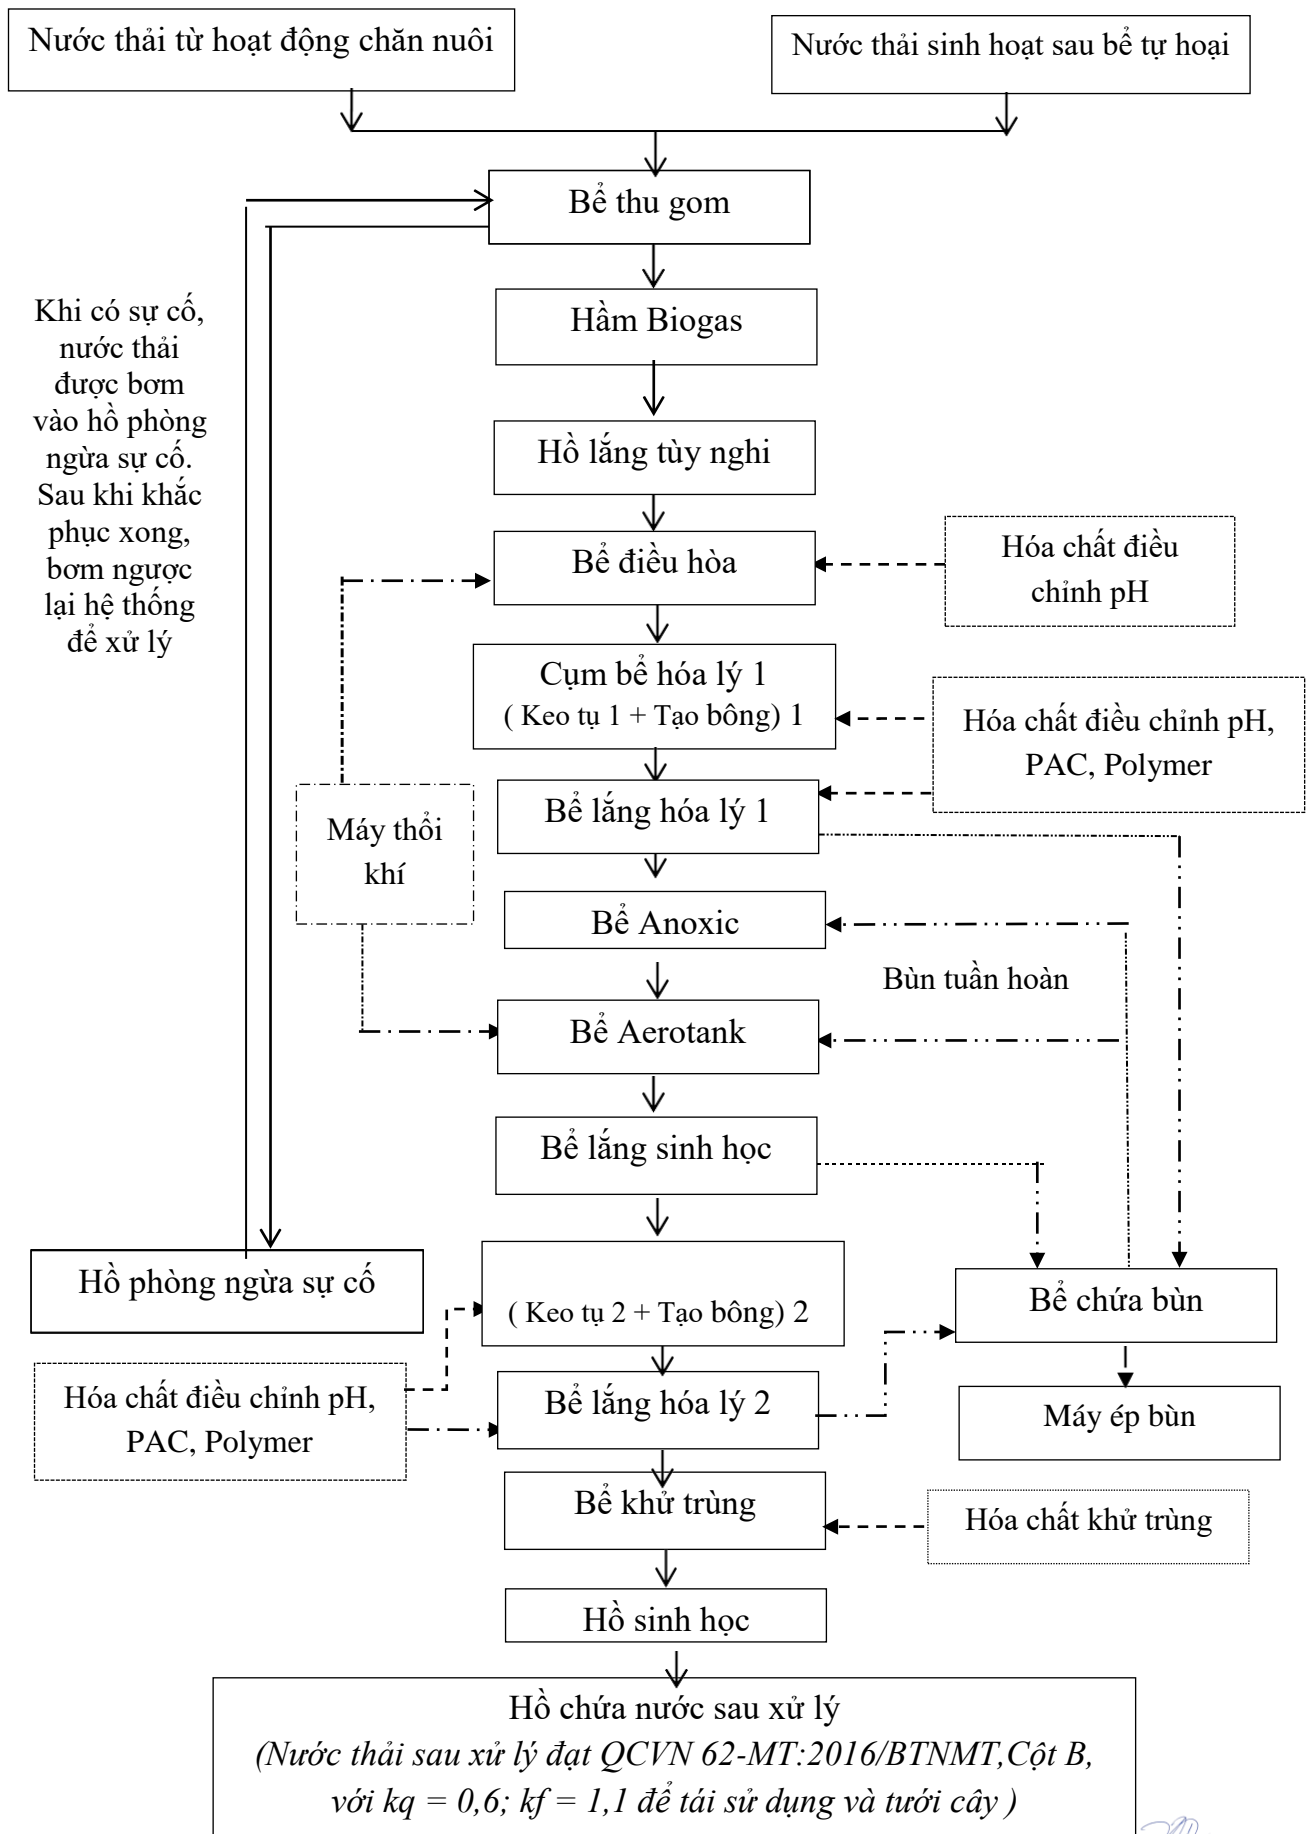 Nước thải từ hoạt động chăn nuôi
Nước thải sinh hoạt sau bể tự hoại
Bể thu gom
Hầm Biogas
Khi có sự cố,
nước thải
được bơm
vào hồ phòng
ngừa sự cố.
Sau khi khắc
phục xong,
bơm ngược
lại hệ thống
để xử lý
Hồ lắng tùy nghi
Bể điều hòa
Hóa chất điều
chỉnh pH
Cụm bể hóa lý 1
( Keo tụ 1 + Tạo bông) 1
Hóa chất điều chỉnh pH,
PAC, Polymer
Bể lắng hóa lý 1
Máy thổi
khí
Bể Anoxic
Bùn tuần hoàn
Bể Aerotank
Bể lắng sinh học
Hồ phòng ngừa sự cố
( Keo tụ 2 + Tạo bông) 2
Bể chứa bùn
Hóa chất điều chỉnh pH,
PAC, Polymer
Bể lắng hóa lý 2
Máy ép bùn
Bể khử trùng
Hóa chất khử trùng
Hồ sinh học
Hồ chứa nước sau xử lý
(Nước thải sau xử lý đạt QCVN 62-MT:2016/BTNMT,Cột B,
với kq = 0,6; kf = 1,1 để tái sử dụng và tưới cây )